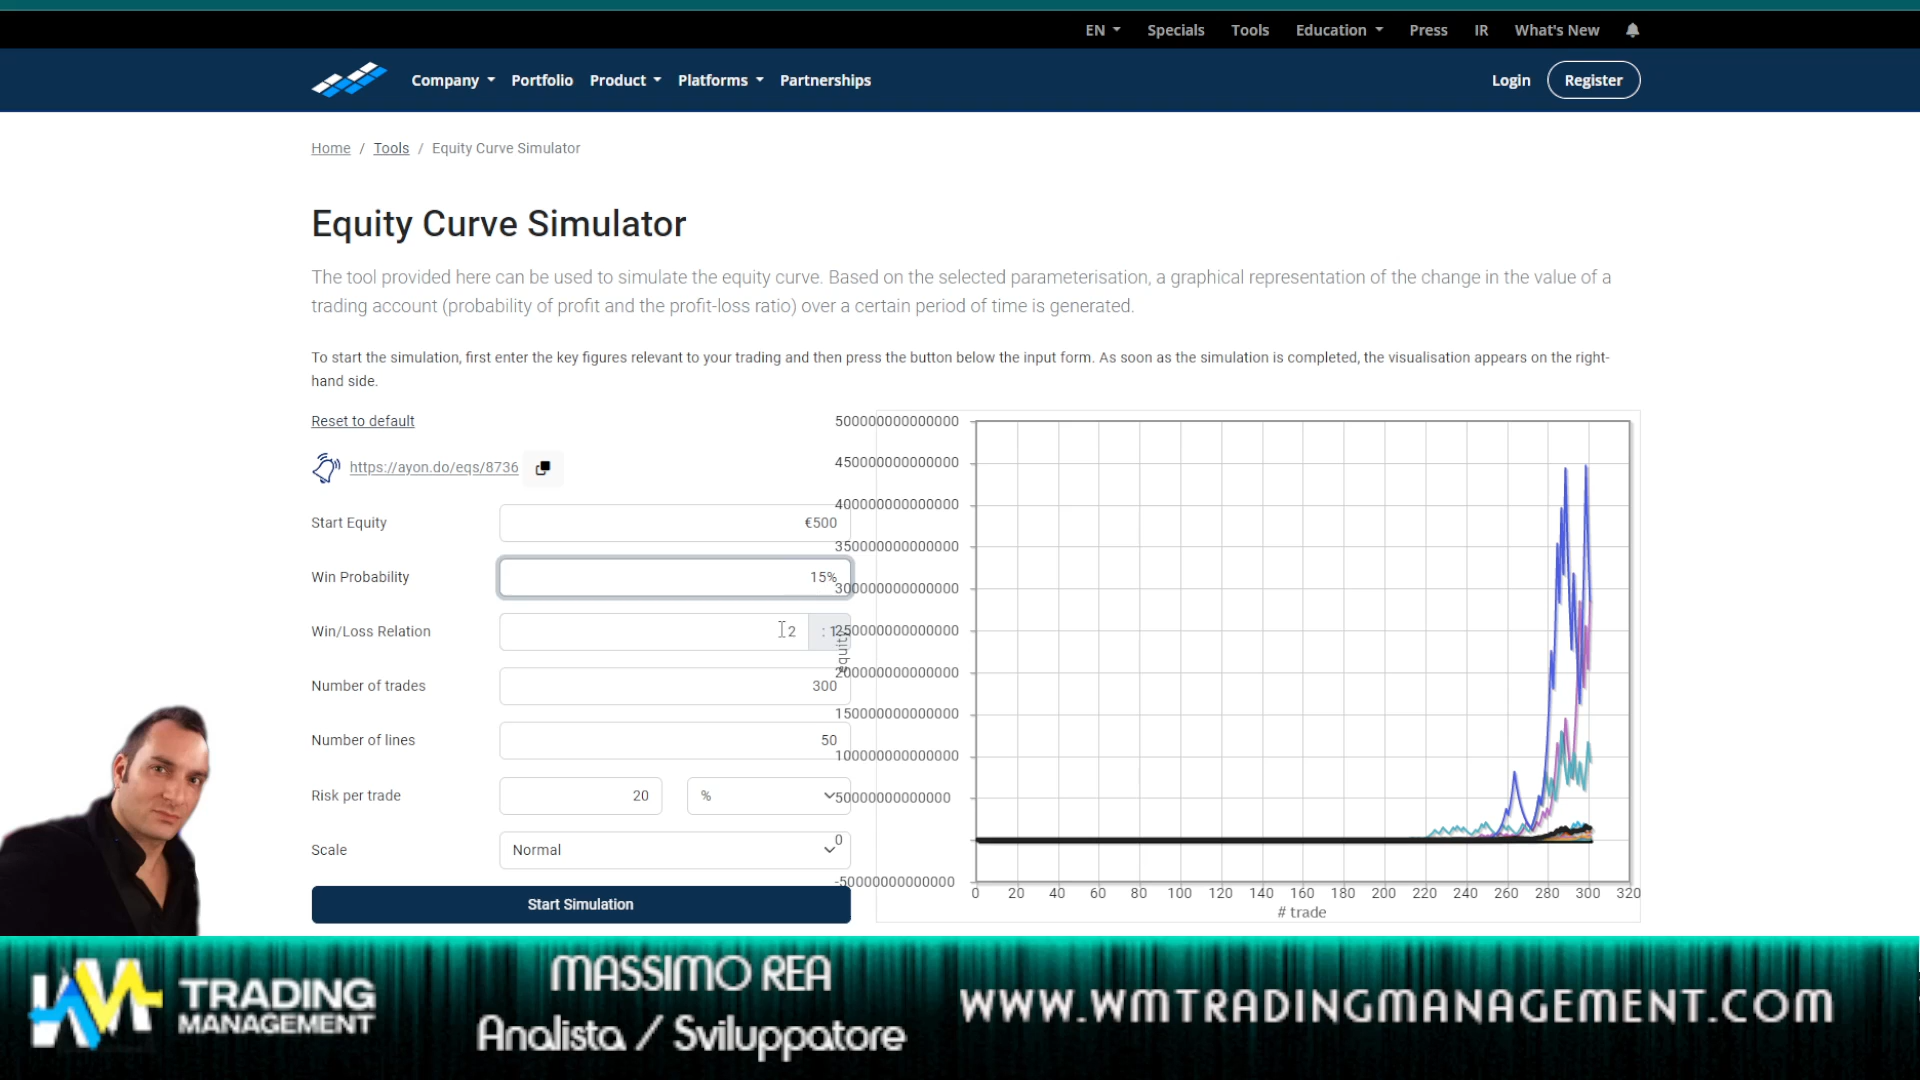 EN Specials Tools Education Press IR What's New
Company Portfolio Product Platforms Partnerships Login Register
Home / Tools / Equity Curve Simulator
Equity Curve Simulator
The tool provided here can be used to simulate the equity curve. Based on the selected parameterisation, a graphical representation of the change in the value of a
trading account (probability of profit and the profit-loss ratio) over a certain period of time is generated.
To start the simulation, first enter the key figures relevant to your trading and then press the button below the input form. As soon as the simulation is completed, the visualisation appears on the right-
hand side.
Reset to default
https://ayon.do/eqs/8736
Start Equity €500
Win Probability 15%
Win/Loss Relation 2 : 1
Number of trades 300
Number of lines 50
Risk per trade 20 %
Scale Normal
Start Simulation
500000000000000
450000000000000
400000000000000
350000000000000
300000000000000
250000000000000
equity
200000000000000
150000000000000
100000000000000
50000000000000
0
-50000000000000
0 20 40 60 80 100 120 140 160 180 200 220 240 260 280 300 320
# trade
TRADING
MANAGEMENT
MASSIMO REA
Analista / Sviluppatore
WWW.WMTRADINGMANAGEMENT.COM